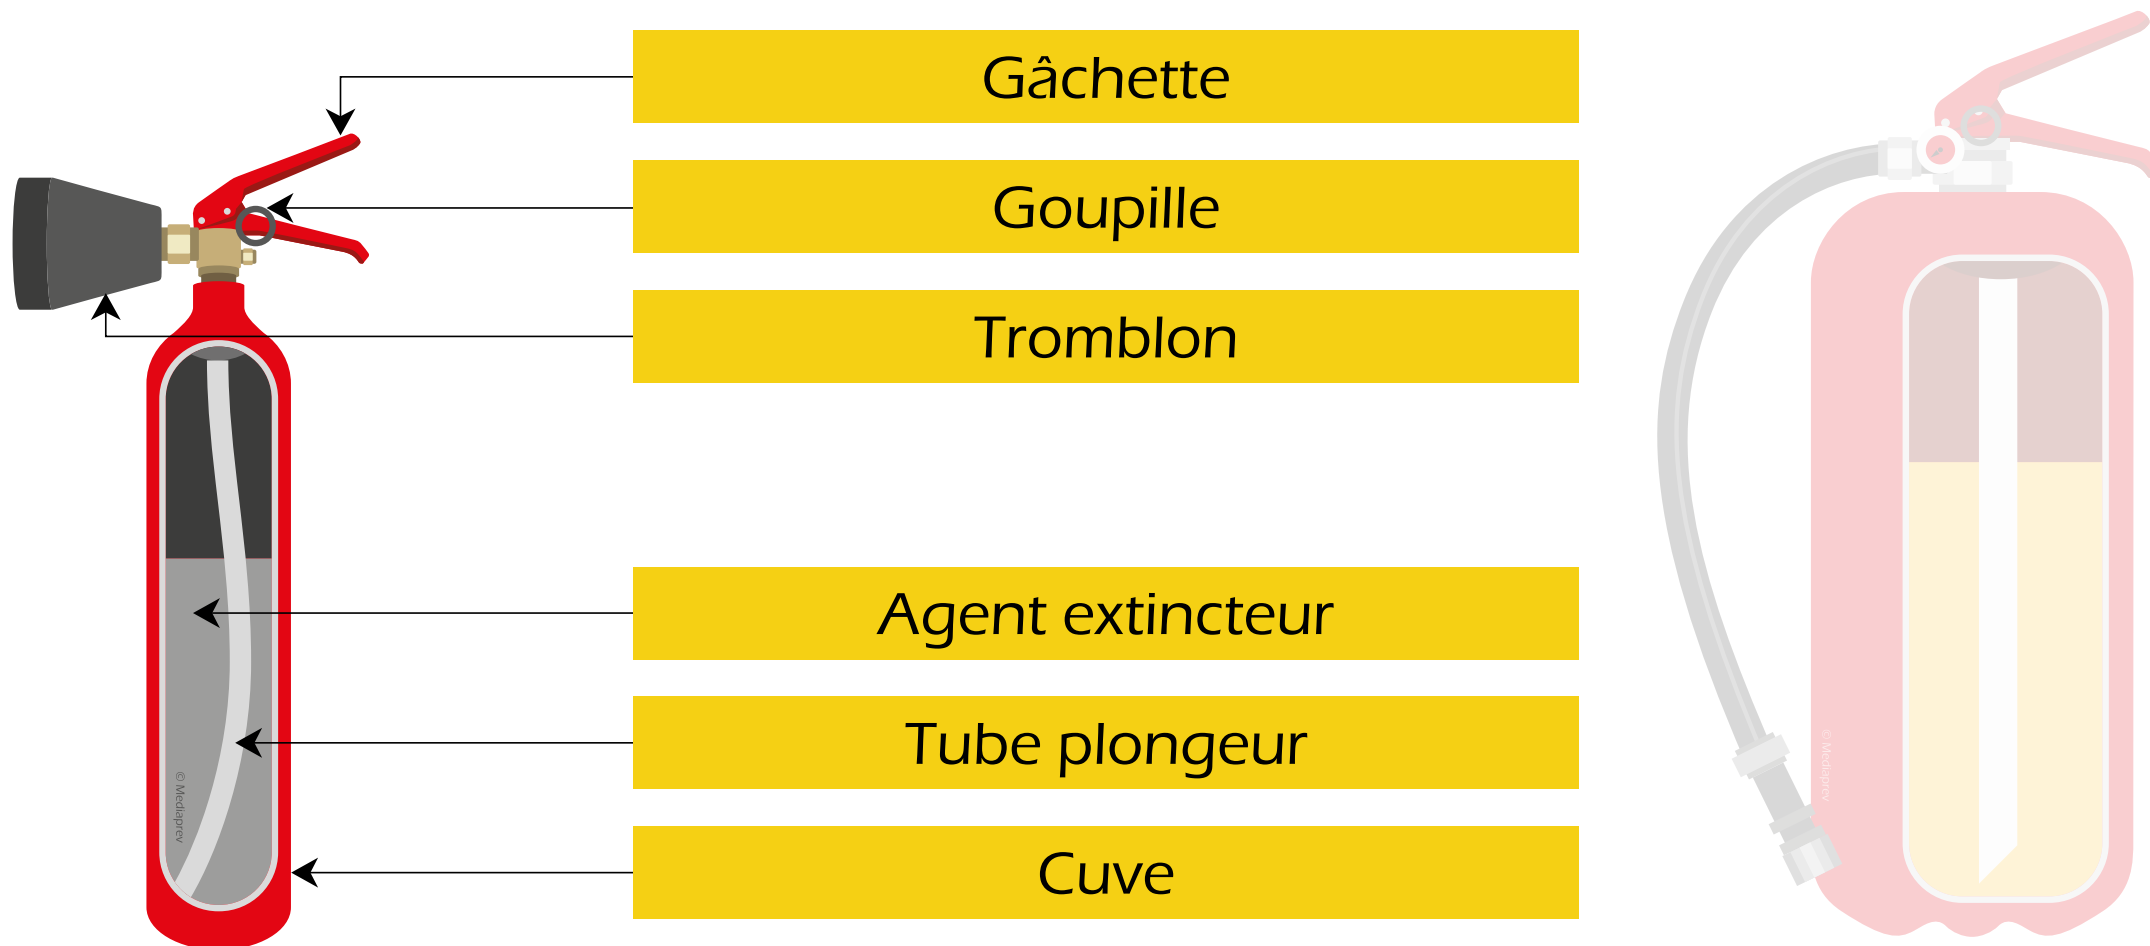 Gâchette
Goupille
Tromblon
Agent extincteur
Tube plongeur
Cuve
© Mediaprev
© Mediaprev